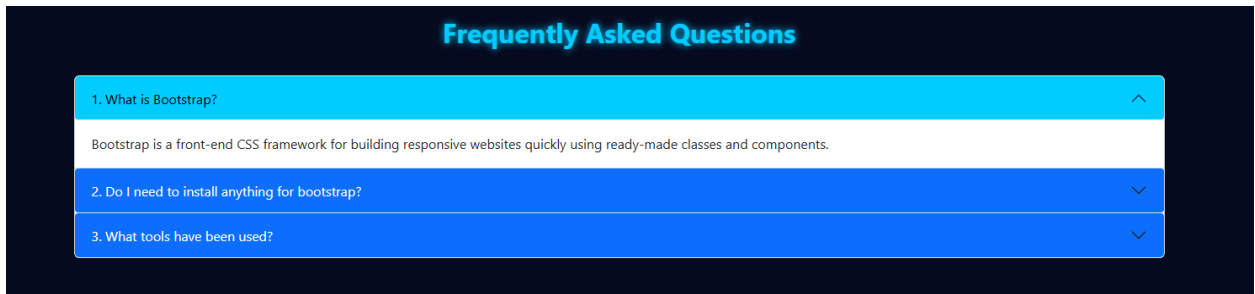 Frequently Asked Questions
1. What is Bootstrap?
Bootstrap is a front-end CSS framework for building responsive websites quickly using ready-made classes and components.
2. Do I need to install anything for bootstrap?
3. What tools have been used?